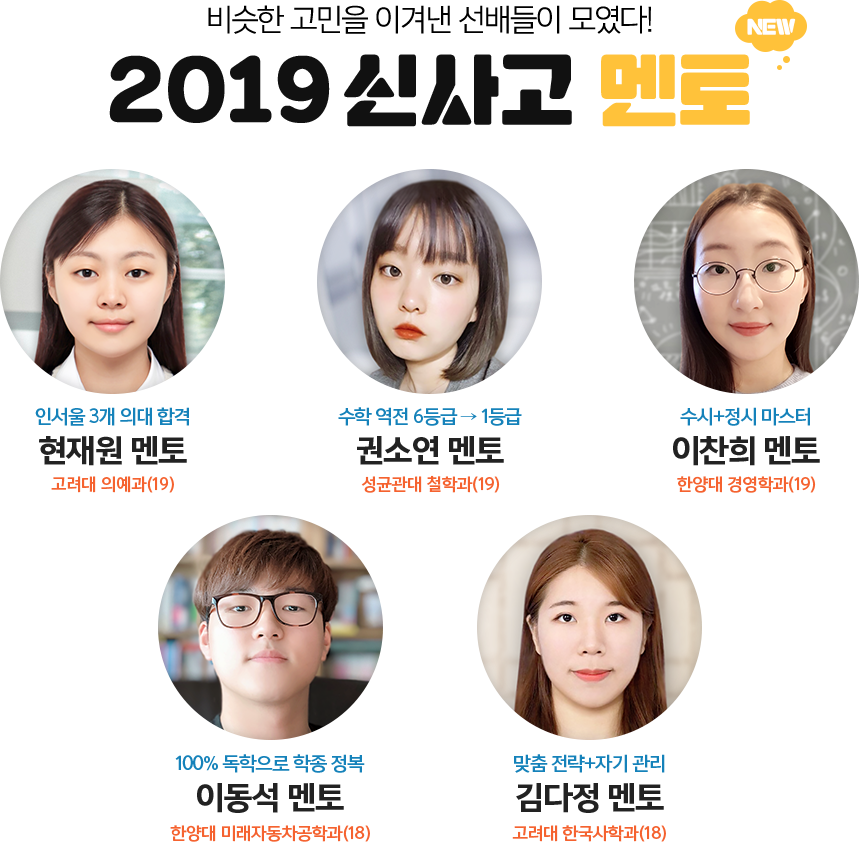 비슷한 고민을 이겨낸 선배들이 모였다!
NEW
2019 신사고 멘토
인서울 3개 의대 합격
현재원 멘토
고려대 의예과(19)
수학 역전 6등급 → 1등급
권소연 멘토
성균관대 철학과(19)
수시+정시 마스터
이찬희 멘토
한양대 경영학과(19)
100% 독학으로 학종 정복
이동석 멘토
한양대 미래자동차공학과(18)
맞춤 전략+자기 관리
김다정 멘토
고려대 한국사학과(18)